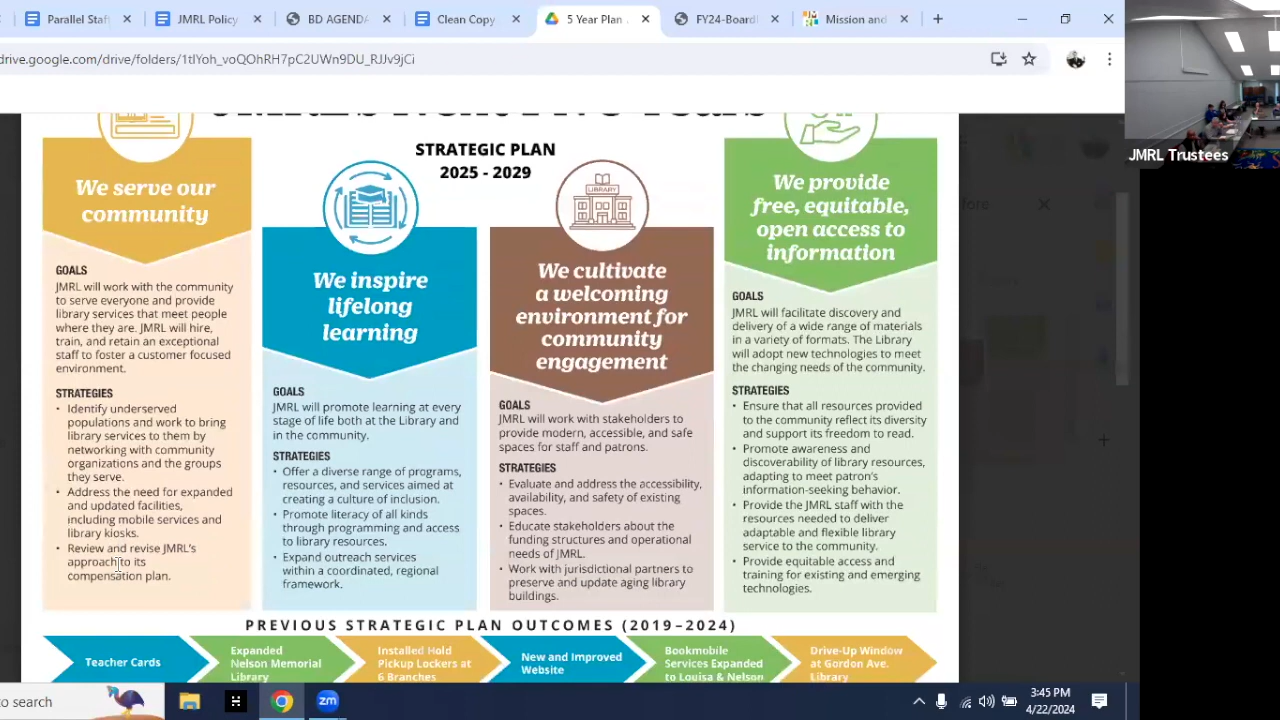 Parallel Staff
JMRL Policy
BD AGENDA
Clean Copy
5 Year Plan
FY24-Board
Mission and
drive.google.com/drive/folders/1tIYoh_voQOhRH7pC2UWn9DU_RJJv9jCi
JMRL Trustees
STRATEGIC PLAN
2025 - 2029
We serve our
community
GOALS
JMRL will work with the community
to serve everyone and provide
library services that meet people
where they are. JMRL will hire,
train, and retain an exceptional
staff to foster a customer focused
environment.
STRATEGIES
• Identify underserved
populations and work to bring
library services to them by
networking with community
organizations and the groups
they serve.
• Address the need for expanded
and updated facilities,
including mobile services and
library kiosks.
• Review and revise JMRL's
approach to its
compensation plan.
We inspire
lifelong
learning
GOALS
JMRL will promote learning at every
stage of life both at the Library and
in the community.
STRATEGIES
• Offer a diverse range of programs,
resources, and services aimed at
creating a culture of inclusion.
• Promote literacy of all kinds
through programming and access
to library resources.
• Expand outreach services
within a coordinated, regional
framework.
LIBRARY
We cultivate
a welcoming
environment for
community
engagement
GOALS
JMRL will work with stakeholders to
provide modern, accessible, and safe
spaces for staff and patrons.
STRATEGIES
• Evaluate and address the accessibility,
availability, and safety of existing
spaces.
• Educate stakeholders about the
funding structures and operational
needs of JMRL.
• Work with jurisdictional partners to
preserve and update aging library
buildings.
We provide
free, equitable,
open access to
information
GOALS
JMRL will facilitate discovery and
delivery of a wide range of materials
in a variety of formats. The Library
will adopt new technologies to meet
the changing needs of the community.
STRATEGIES
• Ensure that all resources provided
to the community reflect its diversity
and support its freedom to read.
• Promote awareness and
discoverability of library resources,
adapting to meet patron's
information-seeking behavior.
• Provide the JMRL staff with the
resources needed to deliver
adaptable and flexible library
service to the community.
• Provide equitable access and
training for existing and emerging
technologies.
PREVIOUS STRATEGIC PLAN OUTCOMES (2019–2024)
Teacher Cards
Expanded
Nelson Memorial
Library
Installed Hold
Pickup Lockers at
6 Branches
New and Improved
Website
Bookmobile
Services Expanded
to Louisa & Nelson
Drive-Up Window
at Gordon Ave.
Library
to search
zm
3:45 PM
4/22/2024